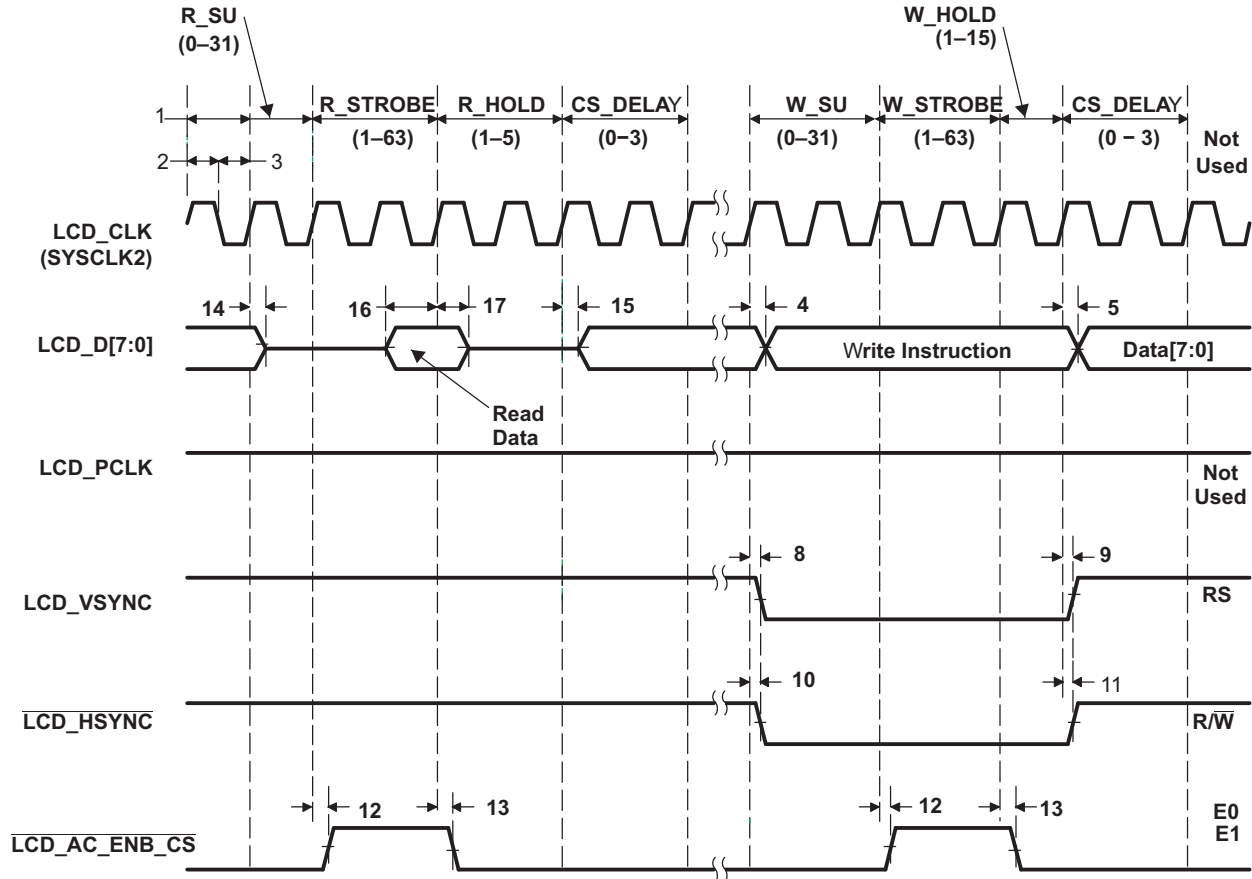 R_SU
(0–31)
W_HOLD
(1–15)
1
R_STROBE
(1–63)
R_HOLD
(1–5)
CS_DELAY
(0–3)
W_SU
(0–31)
W_STROBE
(1–63)
CS_DELAY
(0 – 3)
Not
Used
2
3
LCD_CLK
(SYSCLK2)
14
16
17
15
4
5
LCD_D[7:0]
Write Instruction
Data[7:0]
Read
Data
LCD_PCLK
Not
Used
8
9
LCD_VSYNC
RS
10
11
LCD_HSYNC
R/W
12
13
12
13
E0
E1
LCD_AC_ENB_CS